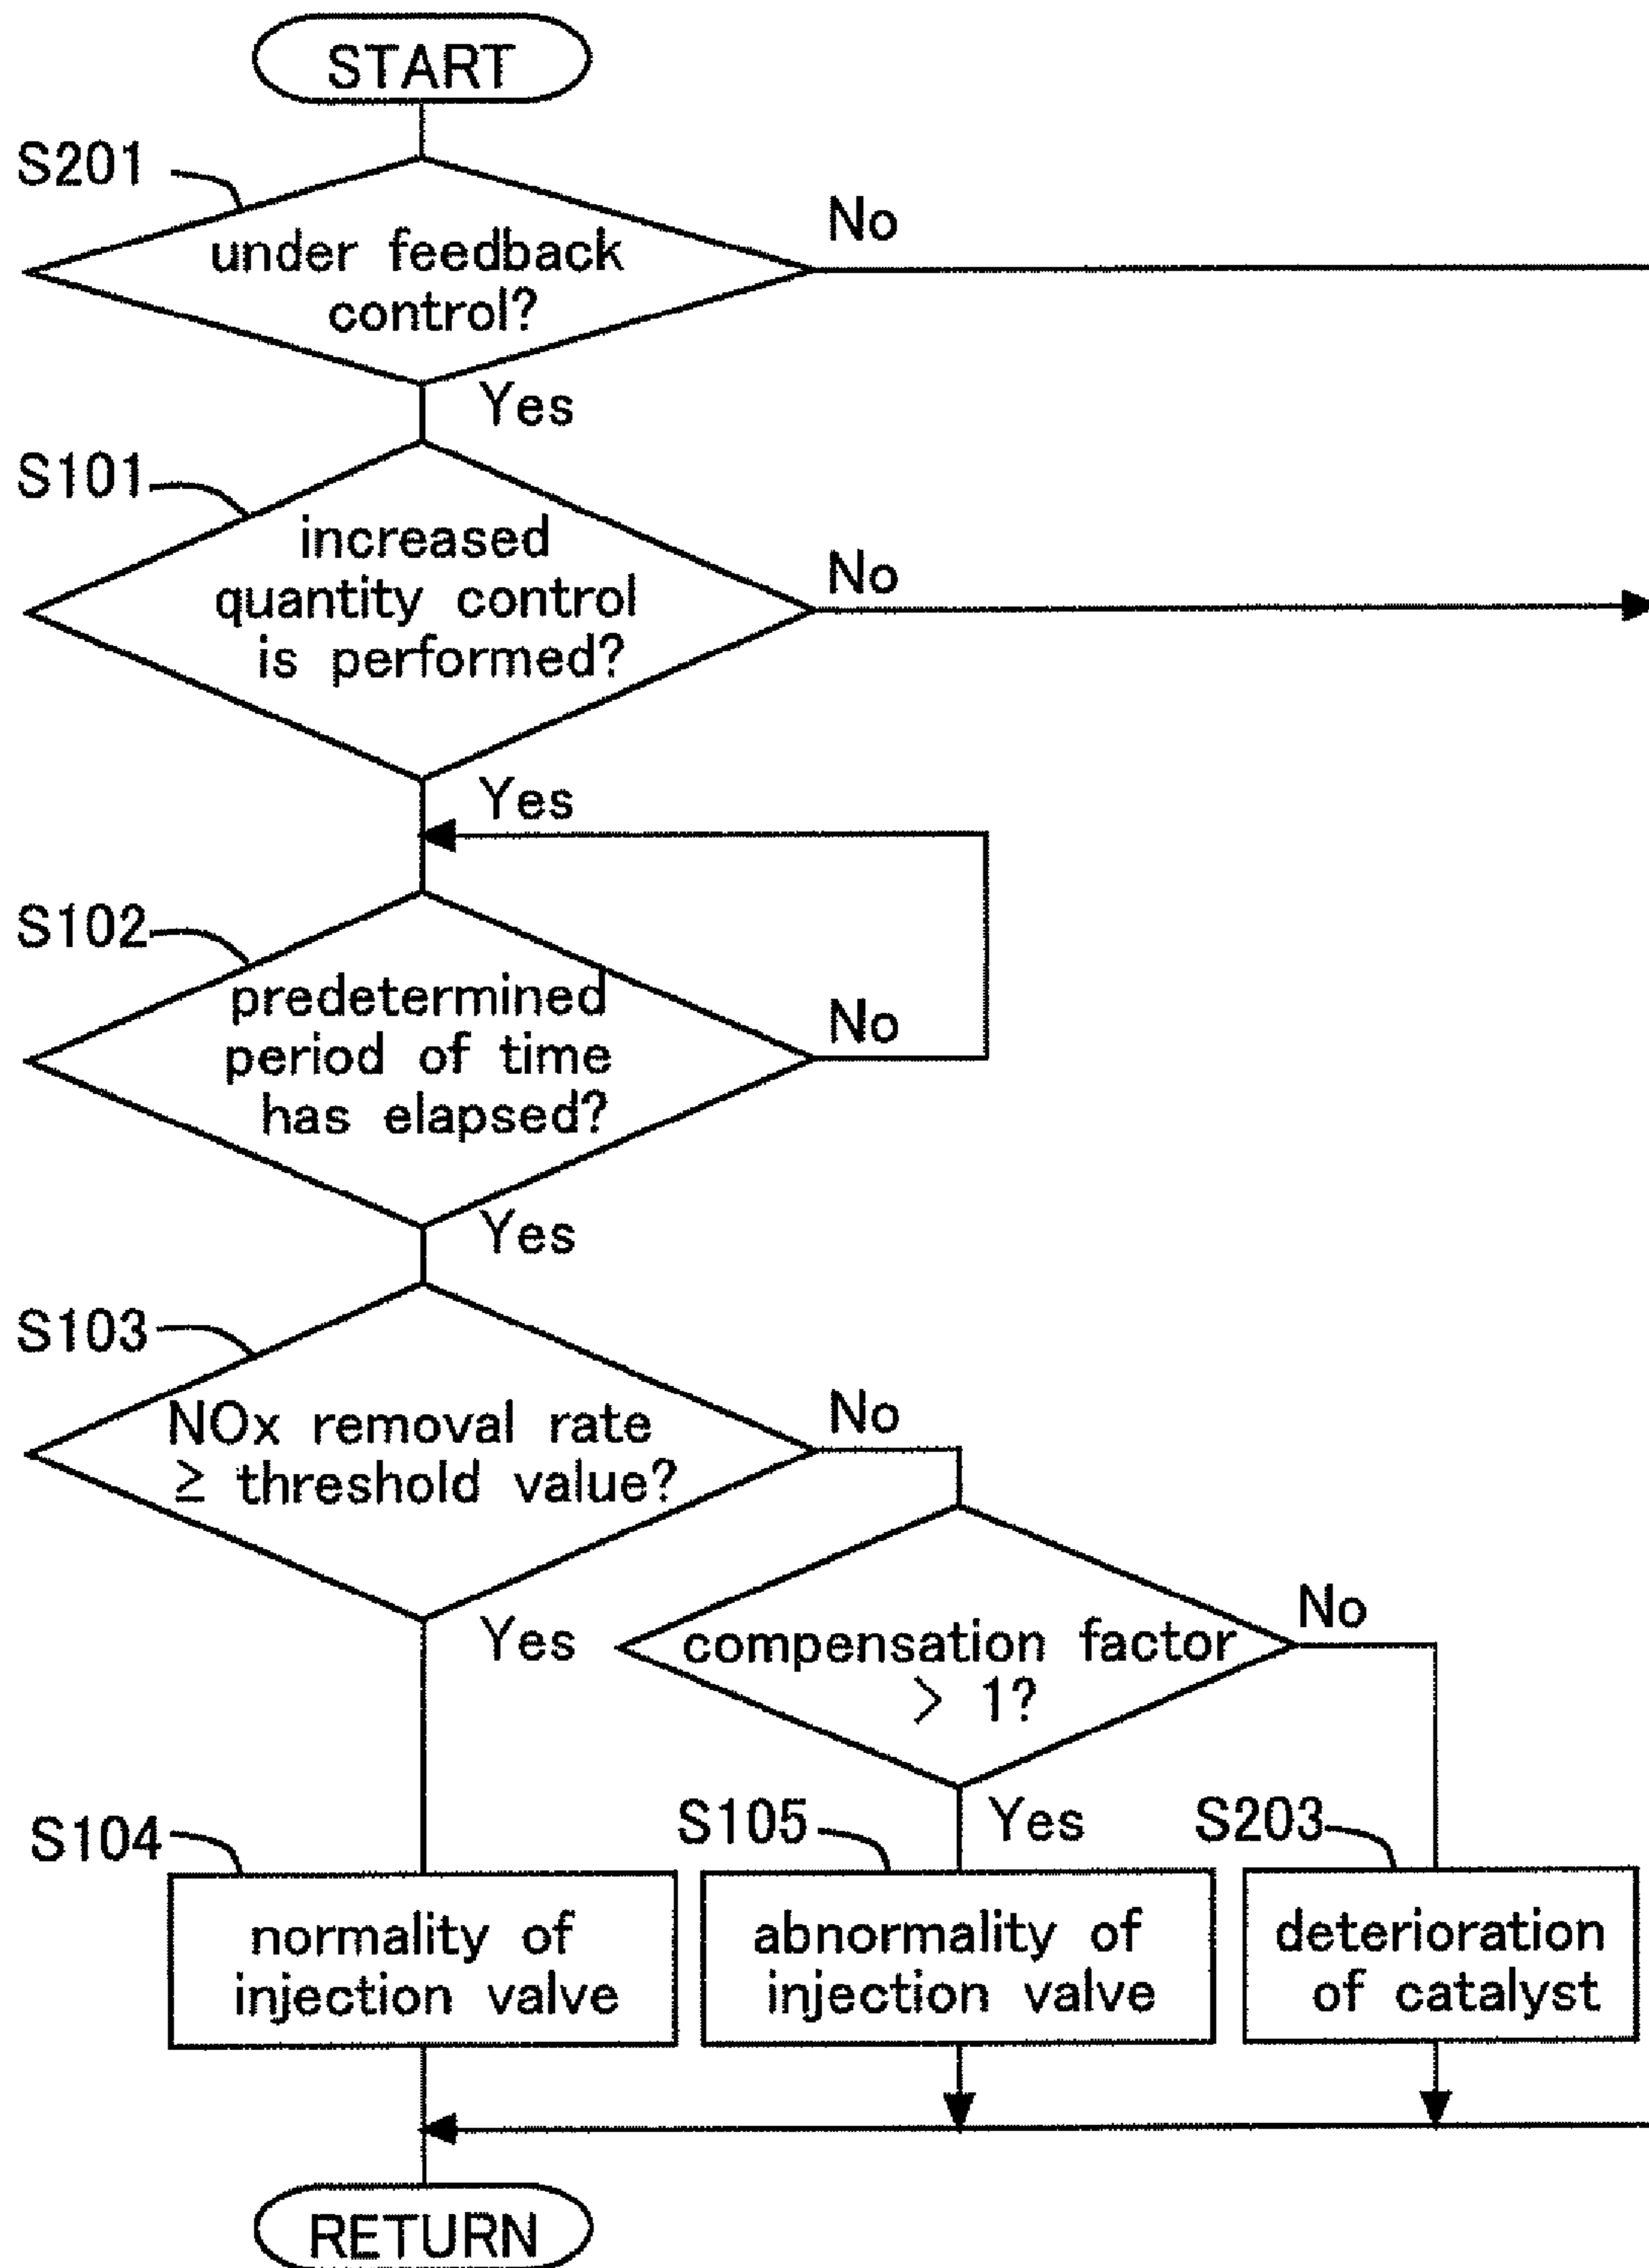 START
S201
under feedback
control?
No
Yes
S101
increased
quantity control
is performed?
No
Yes
S102
predetermined
period of time
has elapsed?
No
Yes
S103
NOx removal rate
≥ threshold value?
No
Yes
compensation factor
> 1?
No
Yes
S104
normality of
injection valve
S105
abnormality of
injection valve
S203
deterioration
of catalyst
RETURN